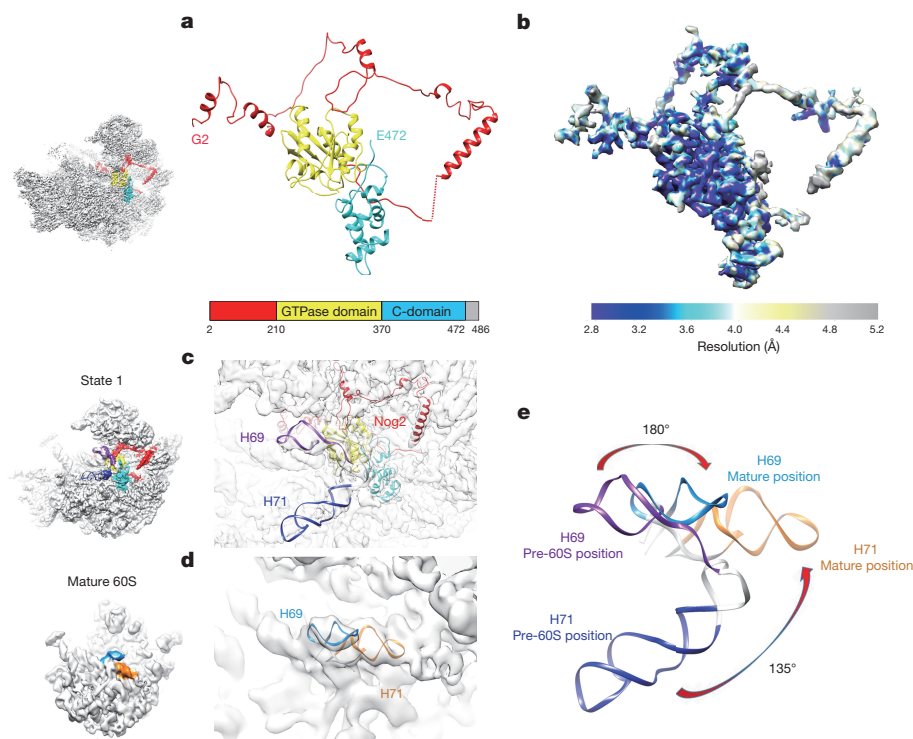 a
G2
E472
GTPase domain
C-domain
2
210
370
472
486
b
2.8
3.2
3.6
4.0
4.4
4.8
5.2
Resolution (Å)
State 1
c
H69
Nog2
H71
Mature 60S
d
H69
H71
e
180°
H69
Mature position
H69
Pre-60S position
H71
Mature position
H71
Pre-60S position
135°